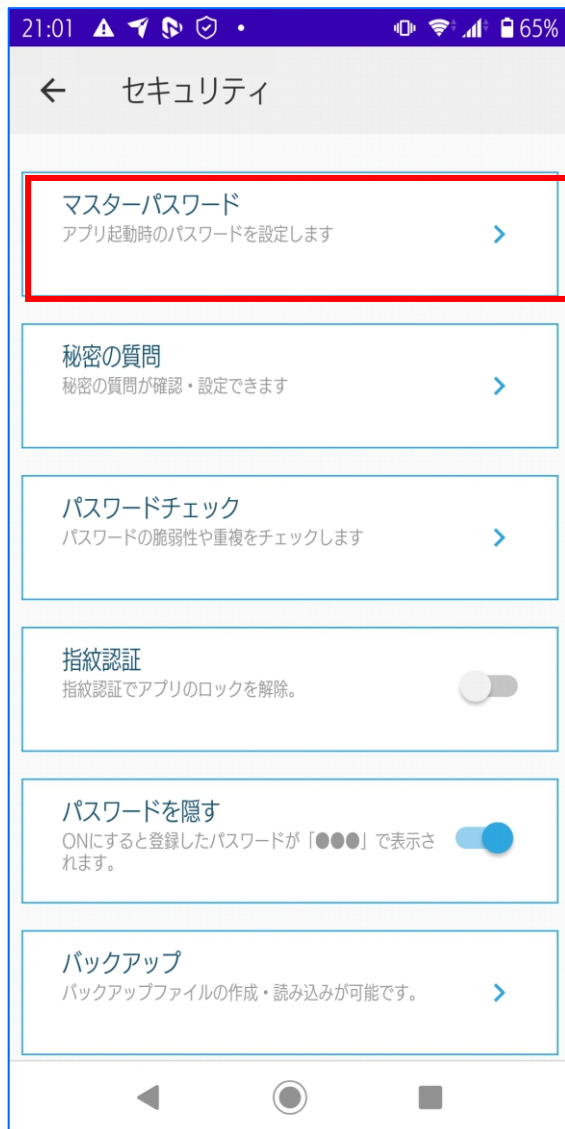 21:01 65%
セキュリティ
マスターパスワード
アプリ起動時のパスワードを設定します
秘密の質問
秘密の質問が確認・設定できます
パスワードチェック
パスワードの脆弱性や重複をチェックします
指紋認証
指紋認証でアプリのロックを解除。
パスワードを隠す
ONにすると登録したパスワードが「●●●」で表示さ
れます。
バックアップ
バックアップファイルの作成・読み込みが可能です。